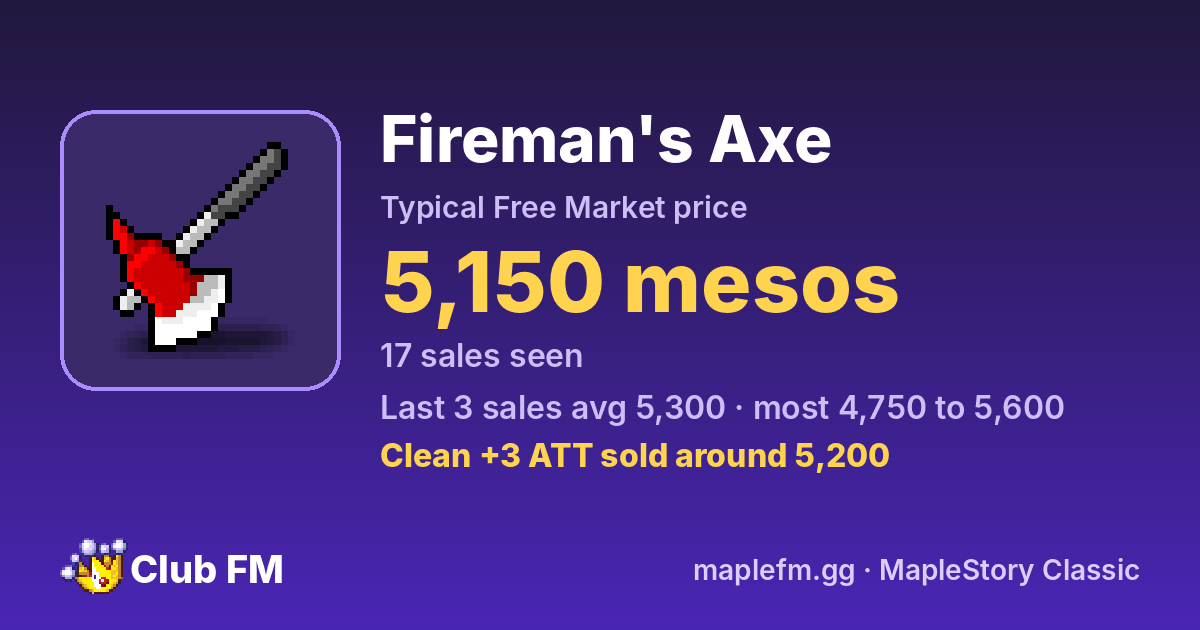 Fireman's Axe
Typical Free Market price
5,150 mesos
17 sales seen
Last 3 sales avg 5,300 · most 4,750 to 5,600
Clean +3 ATT sold around 5,200
Club FM
maplefm.gg · MapleStory Classic